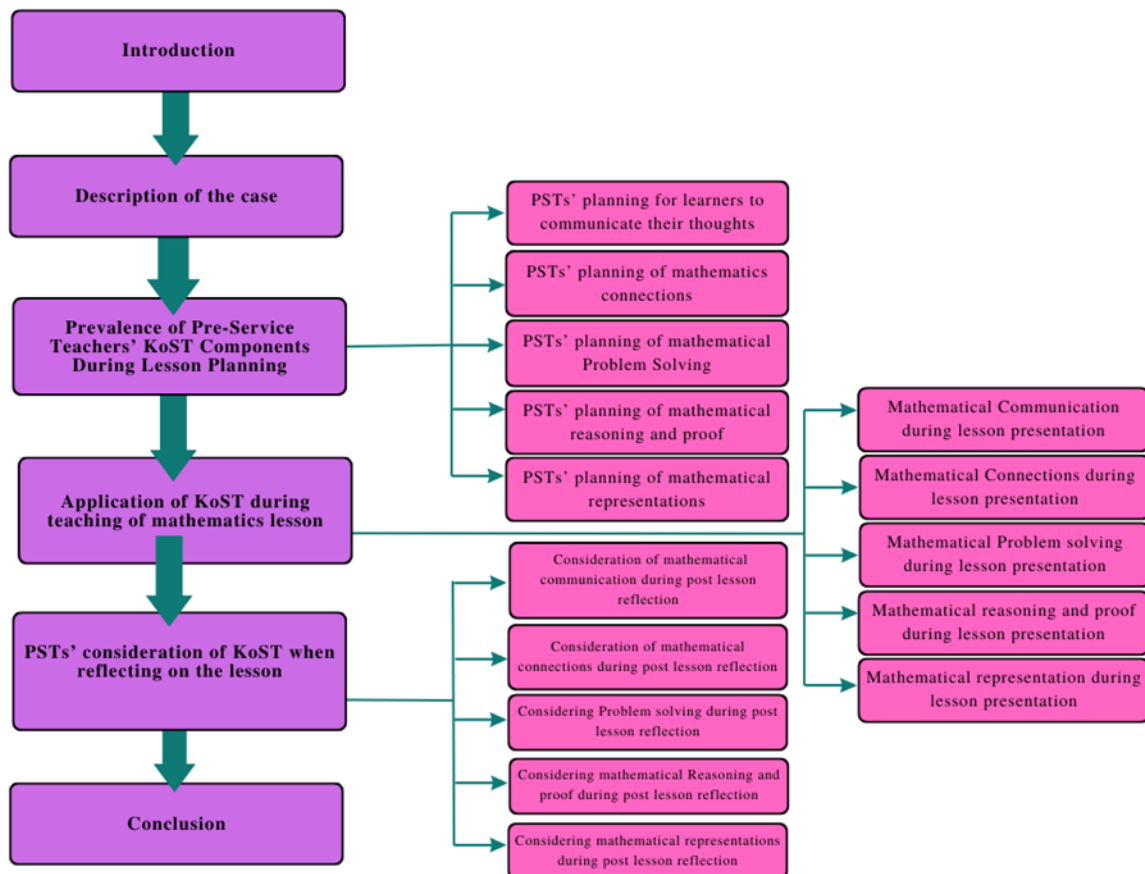 Introduction
Description of the case
Prevalence of Pre-Service
Teachers’ KoST Components
During Lesson Planning
PSTs’ planning for learners to
communicate their thoughts
PSTs’ planning of mathematics
connections
PSTs’ planning of mathematical
Problem Solving
PSTs’ planning of mathematical
reasoning and proof
PSTs’ planning of mathematical
representations
Application of KoST during
teaching of mathematics lesson
Mathematical Communication
during lesson presentation
Mathematical Connections during
lesson presentation
Mathematical Problem solving
during lesson presentation
Mathematical reasoning and proof
during lesson presentation
Mathematical representation during
lesson presentation
PSTs’ consideration of KoST when
reflecting on the lesson
Consideration of mathematical
communication during post lesson
reflection
Consideration of mathematical
connections during post lesson reflection
Considering Problem solving during post
lesson reflection
Considering mathematical Reasoning and
proof during post lesson reflection
Considering mathematical representations
during post lesson reflection
Conclusion